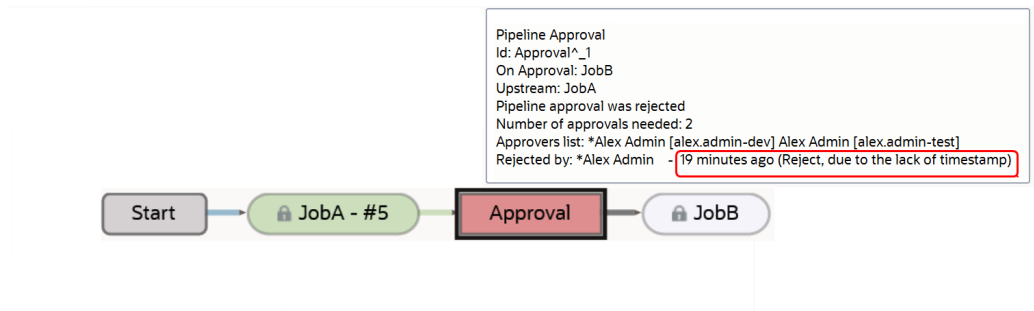 Pipeline Approval
Id: Approval^_1
On Approval: JobB
Upstream: JobA
Pipeline approval was rejected
Number of approvals needed: 2
Approvers list: *Alex Admin [alex.admin-dev] Alex Admin [alex.admin-test]
Rejected by: *Alex Admin - 19 minutes ago (Reject, due to the lack of timestamp)
Start
JobA - #5
Approval
JobB